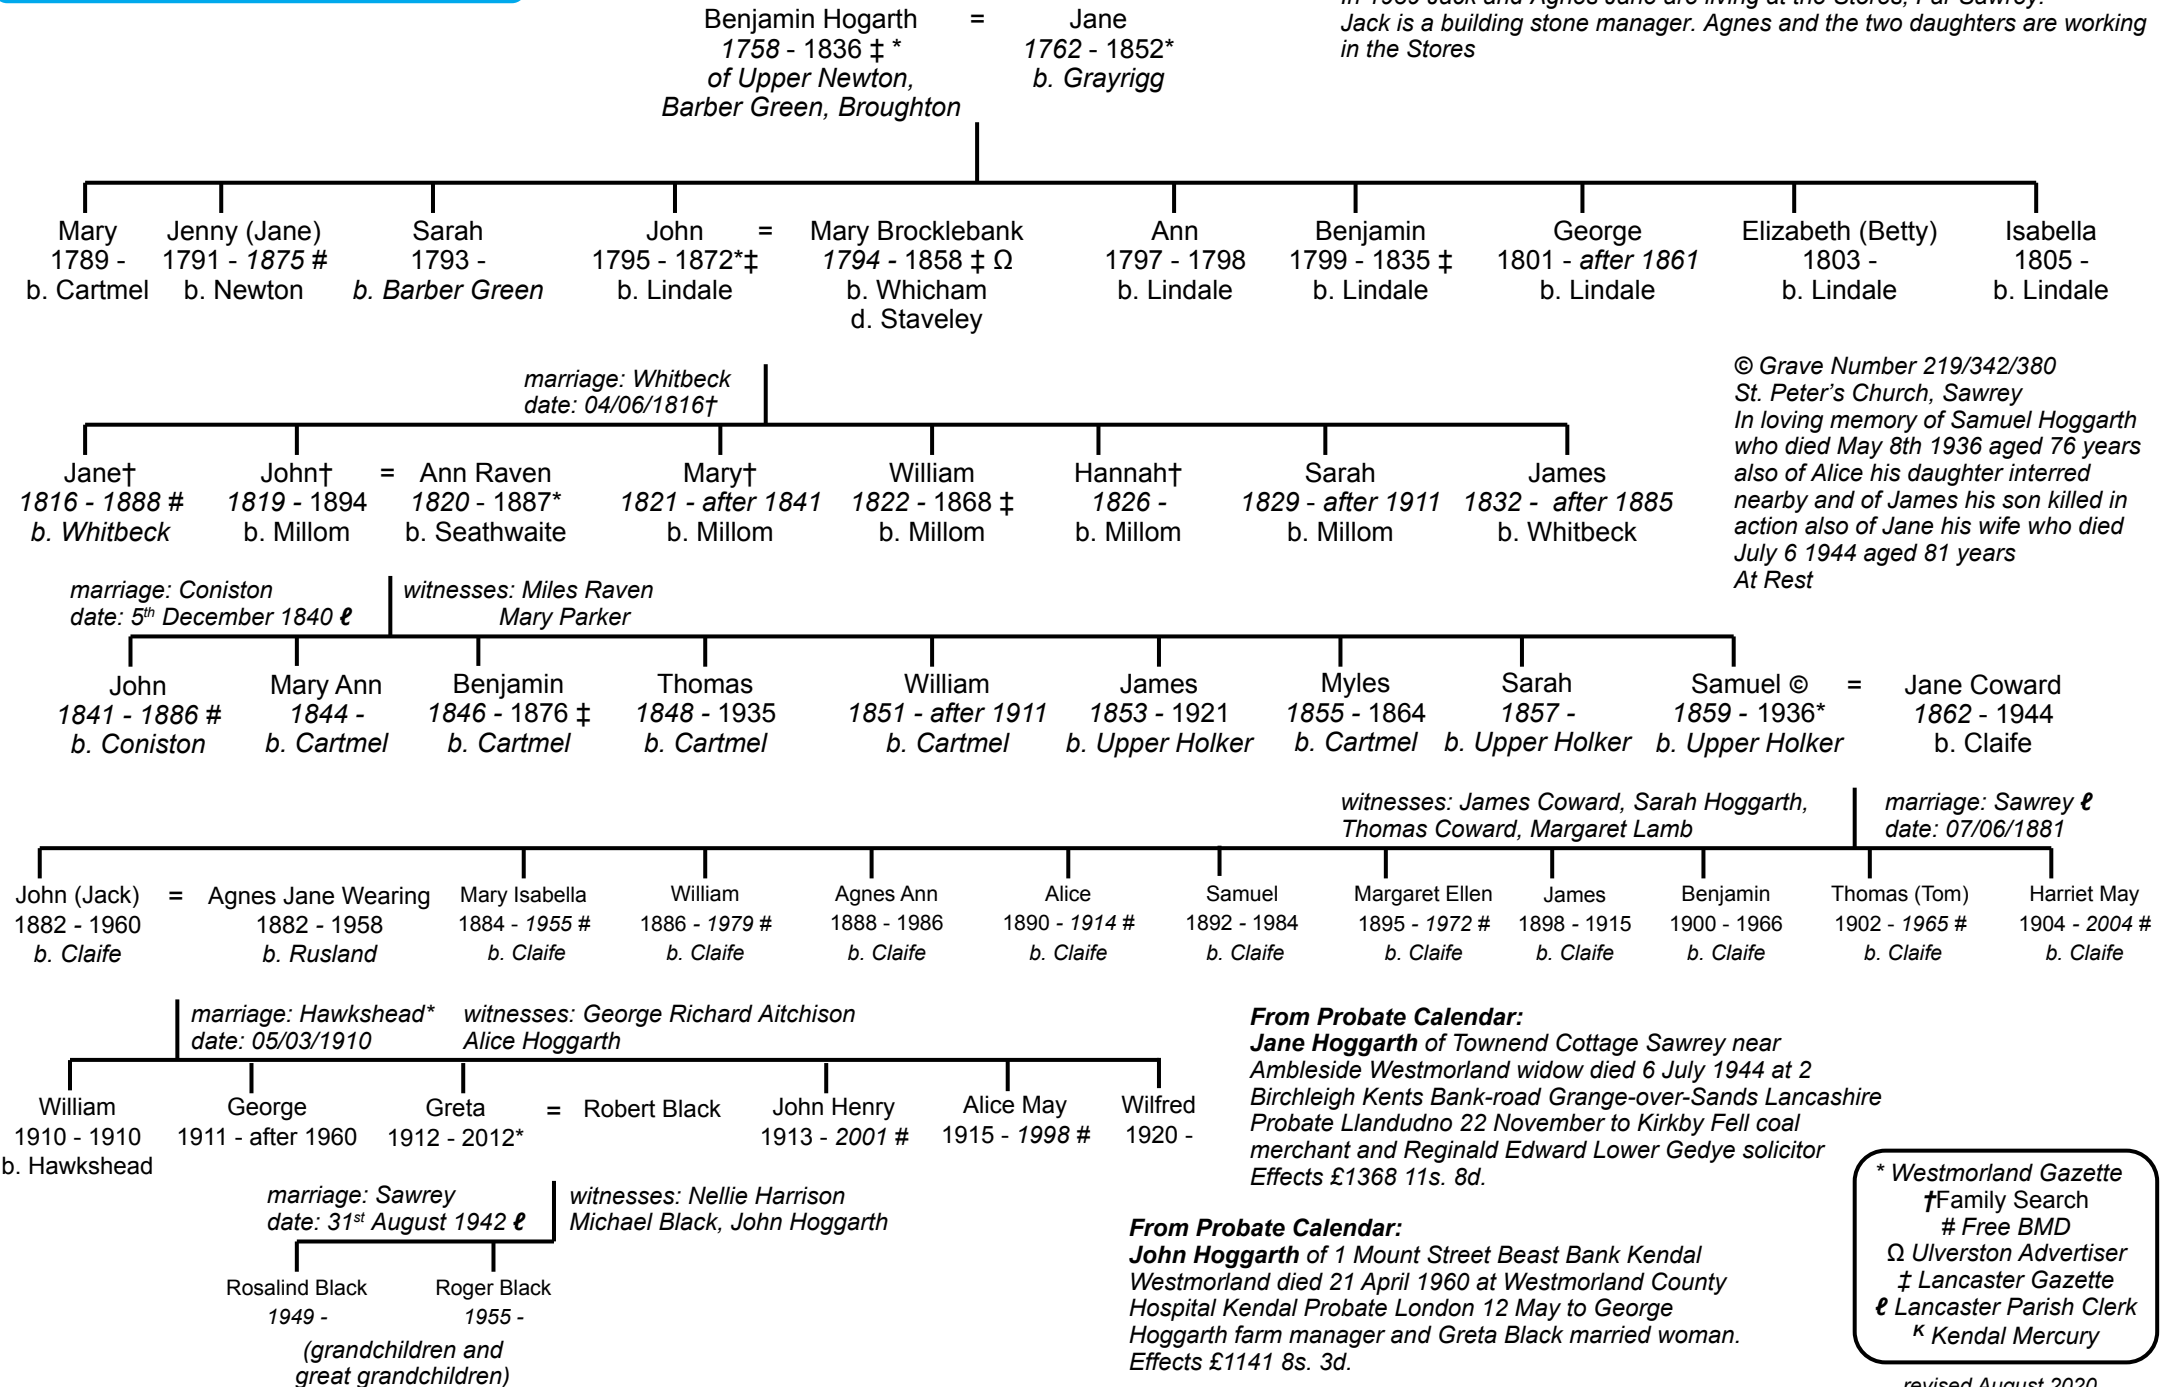 In 1939 Jack and Agnes Jane are living at the Stores, Far Sawrey.
Jack is a building stone manager. Agnes and the two daughters are working
in the Stores
Benjamin Hogarth = Jane
1758 - 1836 ‡ * 1762 - 1852*
of Upper Newton, b. Grayrigg
Barber Green, Broughton
Mary Jenny (Jane) Sarah John = Mary Brocklebank Ann Benjamin George Elizabeth (Betty) Isabella
1789 - 1791 - 1875 # 1793 - 1795 - 1872*‡ 1794 - 1858 ‡ Ω 1797 - 1798 1799 - 1835 ‡ 1801 - after 1861 1803 - 1805 -
b. Cartmel b. Newton b. Barber Green b. Lindale b. Whicham b. Lindale b. Lindale b. Lindale b. Lindale b. Lindale
d. Staveley
marriage: Whitbeck
date: 04/06/1816†
© Grave Number 219/342/380
St. Peter’s Church, Sawrey
In loving memory of Samuel Hoggarth
who died May 8th 1936 aged 76 years
also of Alice his daughter interred
nearby and of James his son killed in
action also of Jane his wife who died
July 6 1944 aged 81 years
At Rest
Jane† John† = Ann Raven Mary† William Hannah† Sarah James
1816 - 1888 # 1819 - 1894 1820 - 1887* 1821 - after 1841 1822 - 1868 ‡ 1826 - 1829 - after 1911 1832 - after 1885
b. Whitbeck b. Millom b. Seathwaite b. Millom b. Millom b. Millom b. Millom b. Whitbeck
marriage: Coniston witnesses: Miles Raven
date: 5th December 1840 ℓ Mary Parker
John Mary Ann Benjamin Thomas William James Myles Sarah Samuel © = Jane Coward
1841 - 1886 # 1844 - 1846 - 1876 ‡ 1848 - 1935 1851 - after 1911 1853 - 1921 1855 - 1864 1857 - 1859 - 1936* 1862 - 1944
b. Coniston b. Cartmel b. Cartmel b. Cartmel b. Cartmel b. Upper Holker b. Cartmel b. Upper Holker b. Upper Holker b. Claife
witnesses: James Coward, Sarah Hoggarth, marriage: Sawrey ℓ
Thomas Coward, Margaret Lamb date: 07/06/1881
John (Jack) = Agnes Jane Wearing Mary Isabella William Agnes Ann Alice Samuel Margaret Ellen James Benjamin Thomas (Tom) Harriet May
1882 - 1960 1882 - 1958 1884 - 1955 # 1886 - 1979 # 1888 - 1986 1890 - 1914 # 1892 - 1984 1895 - 1972 # 1898 - 1915 1900 - 1966 1902 - 1965 # 1904 - 2004 #
b. Claife b. Rusland b. Claife b. Claife b. Claife b. Claife b. Claife b. Claife b. Claife b. Claife b. Claife b. Claife
marriage: Hawkshead* witnesses: George Richard Aitchison
date: 05/03/1910 Alice Hoggarth
William George Greta = Robert Black John Henry Alice May Wilfred
1910 - 1910 1911 - after 1960 1912 - 2012* 1913 - 2001 # 1915 - 1998 # 1920 -
b. Hawkshead
From Probate Calendar:
Jane Hoggarth of Townend Cottage Sawrey near
Ambleside Westmorland widow died 6 July 1944 at 2
Birchleigh Kents Bank-road Grange-over-Sands Lancashire
Probate Llandudno 22 November to Kirkby Fell coal
merchant and Reginald Edward Lower Gedye solicitor
Effects £1368 11s. 8d.
marriage: Sawrey witnesses: Nellie Harrison
date: 31st August 1942 ℓ Michael Black, John Hoggarth
Rosalind Black Roger Black
1949 - 1955 -
(grandchildren and
great grandchildren)
From Probate Calendar:
John Hoggarth of 1 Mount Street Beast Bank Kendal
Westmorland died 21 April 1960 at Westmorland County
Hospital Kendal Probate London 12 May to George
Hoggarth farm manager and Greta Black married woman.
Effects £1141 8s. 3d.
* Westmorland Gazette
†Family Search
# Free BMD
Ω Ulverston Advertiser
‡ Lancaster Gazette
ℓ Lancaster Parish Clerk
K Kendal Mercury
revised August 2020